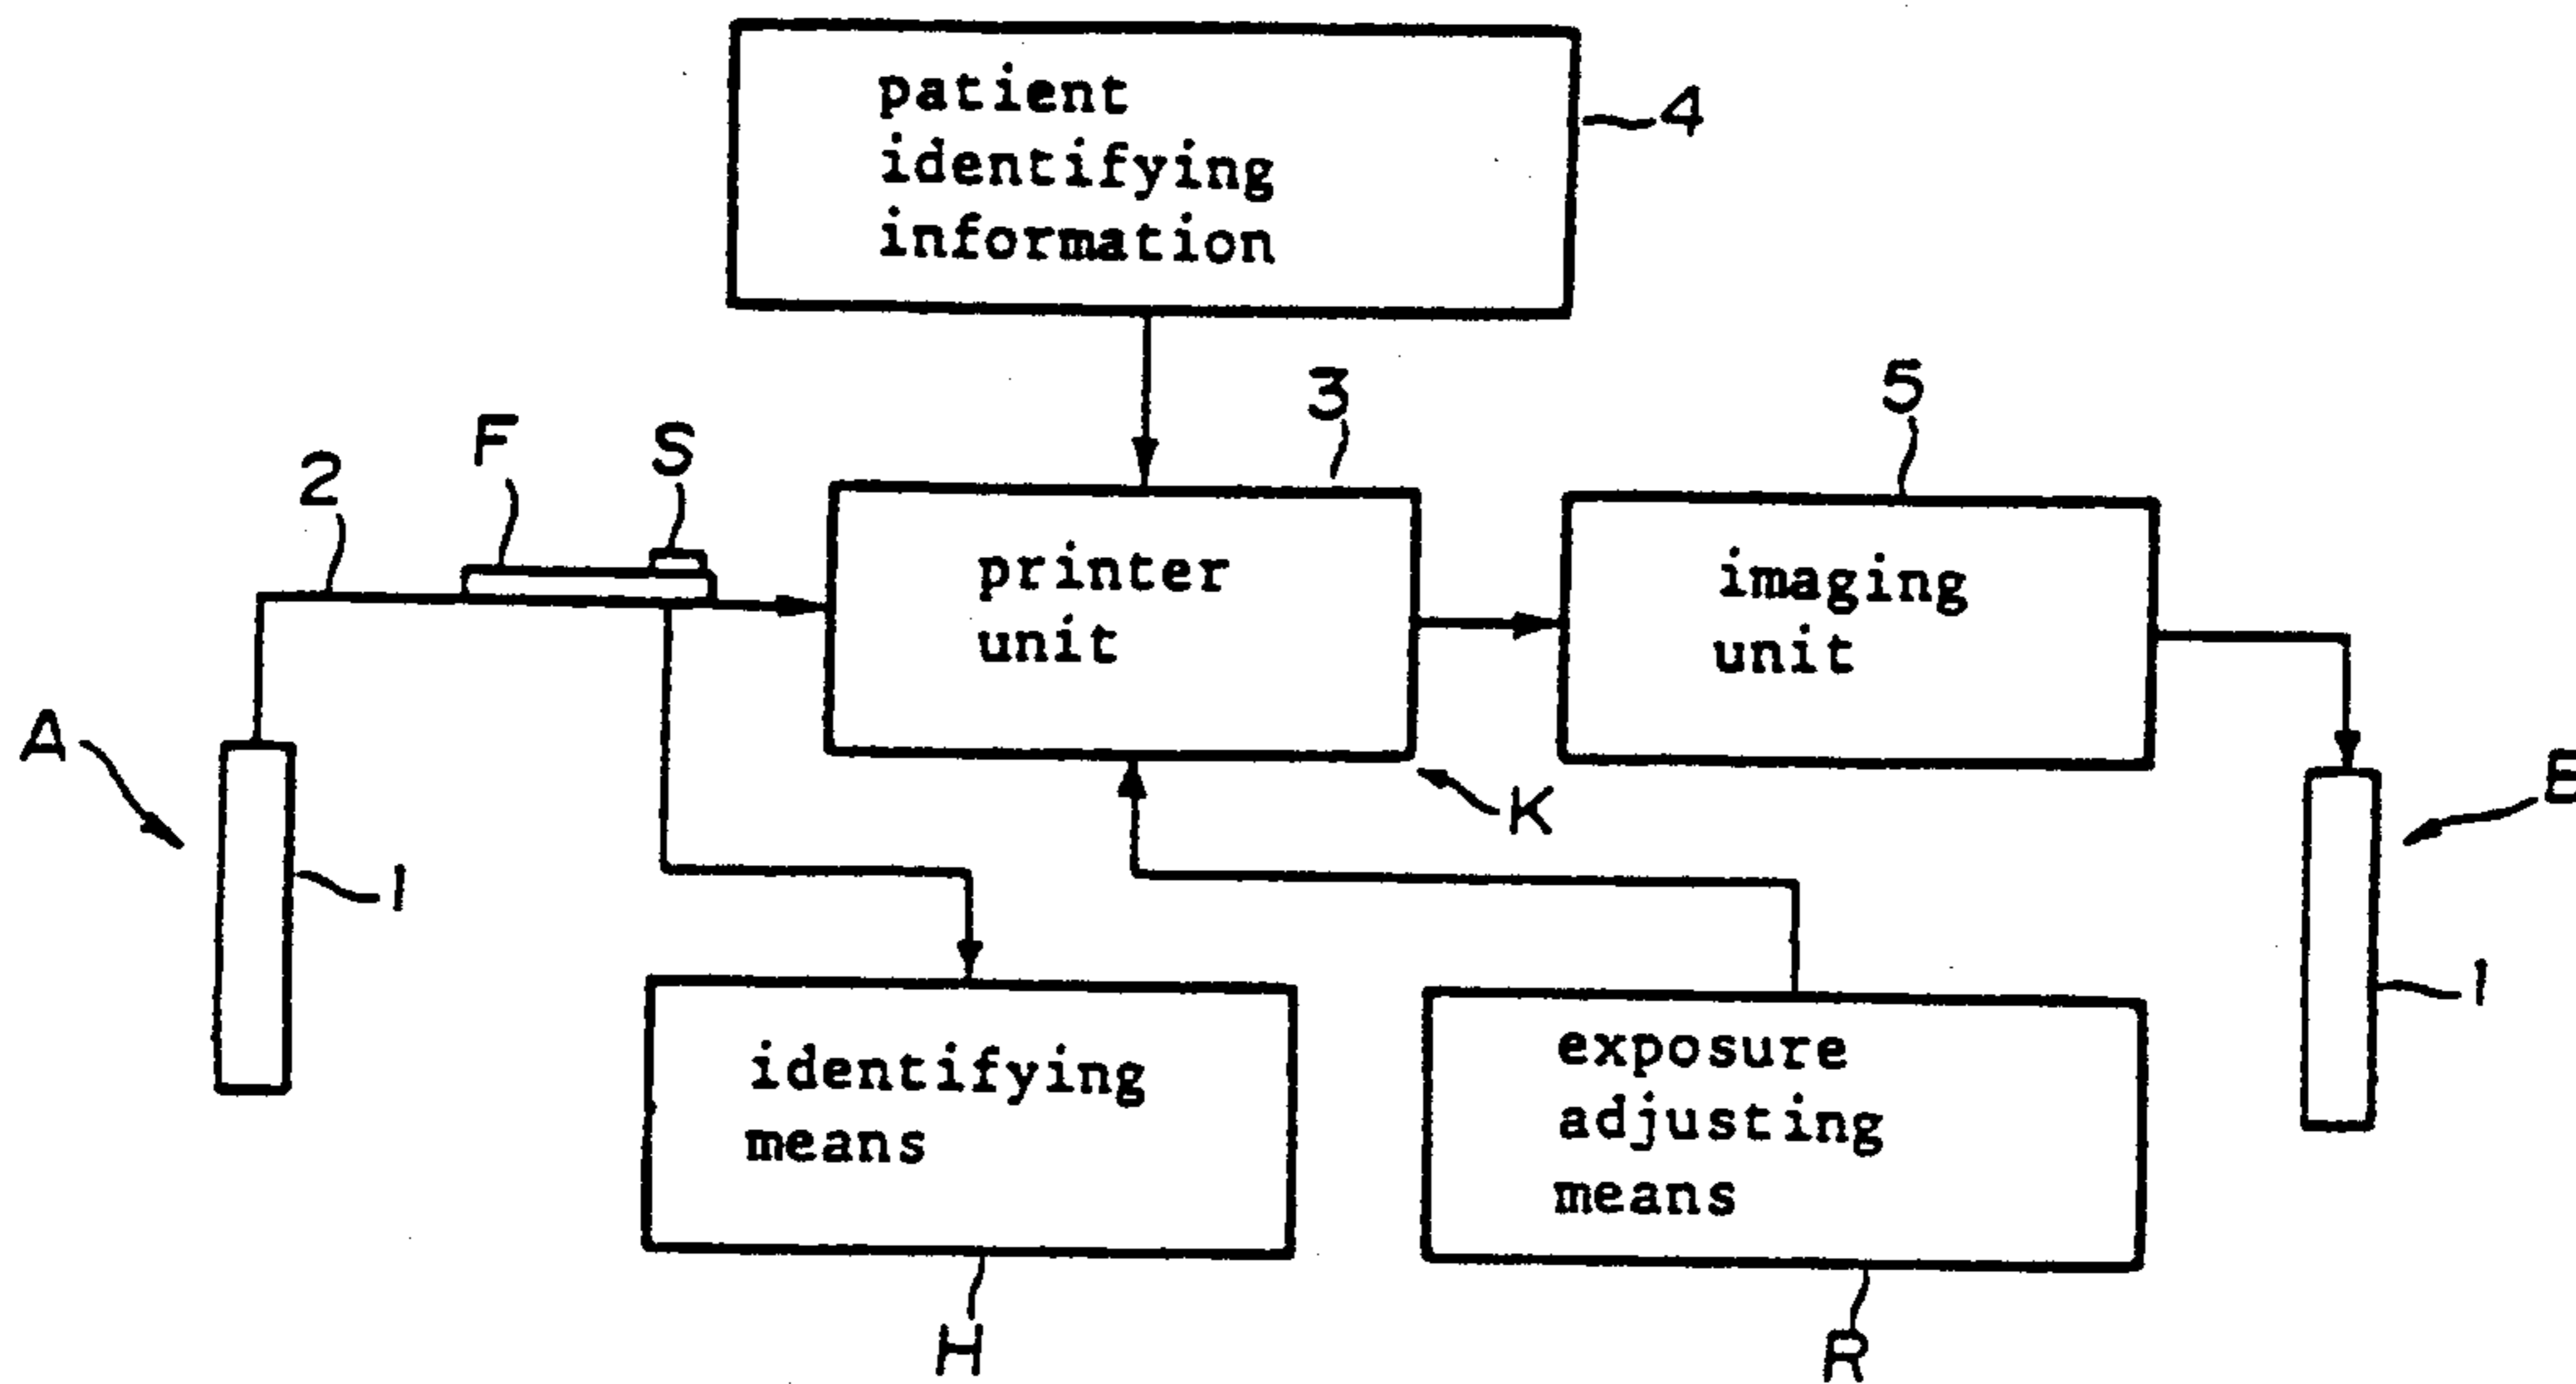 patient
identifying
information
4
3
5
F
S
2
printer
unit
imaging
unit
A
K
B
1
1
identifying
means
exposure
adjusting
means
H
R